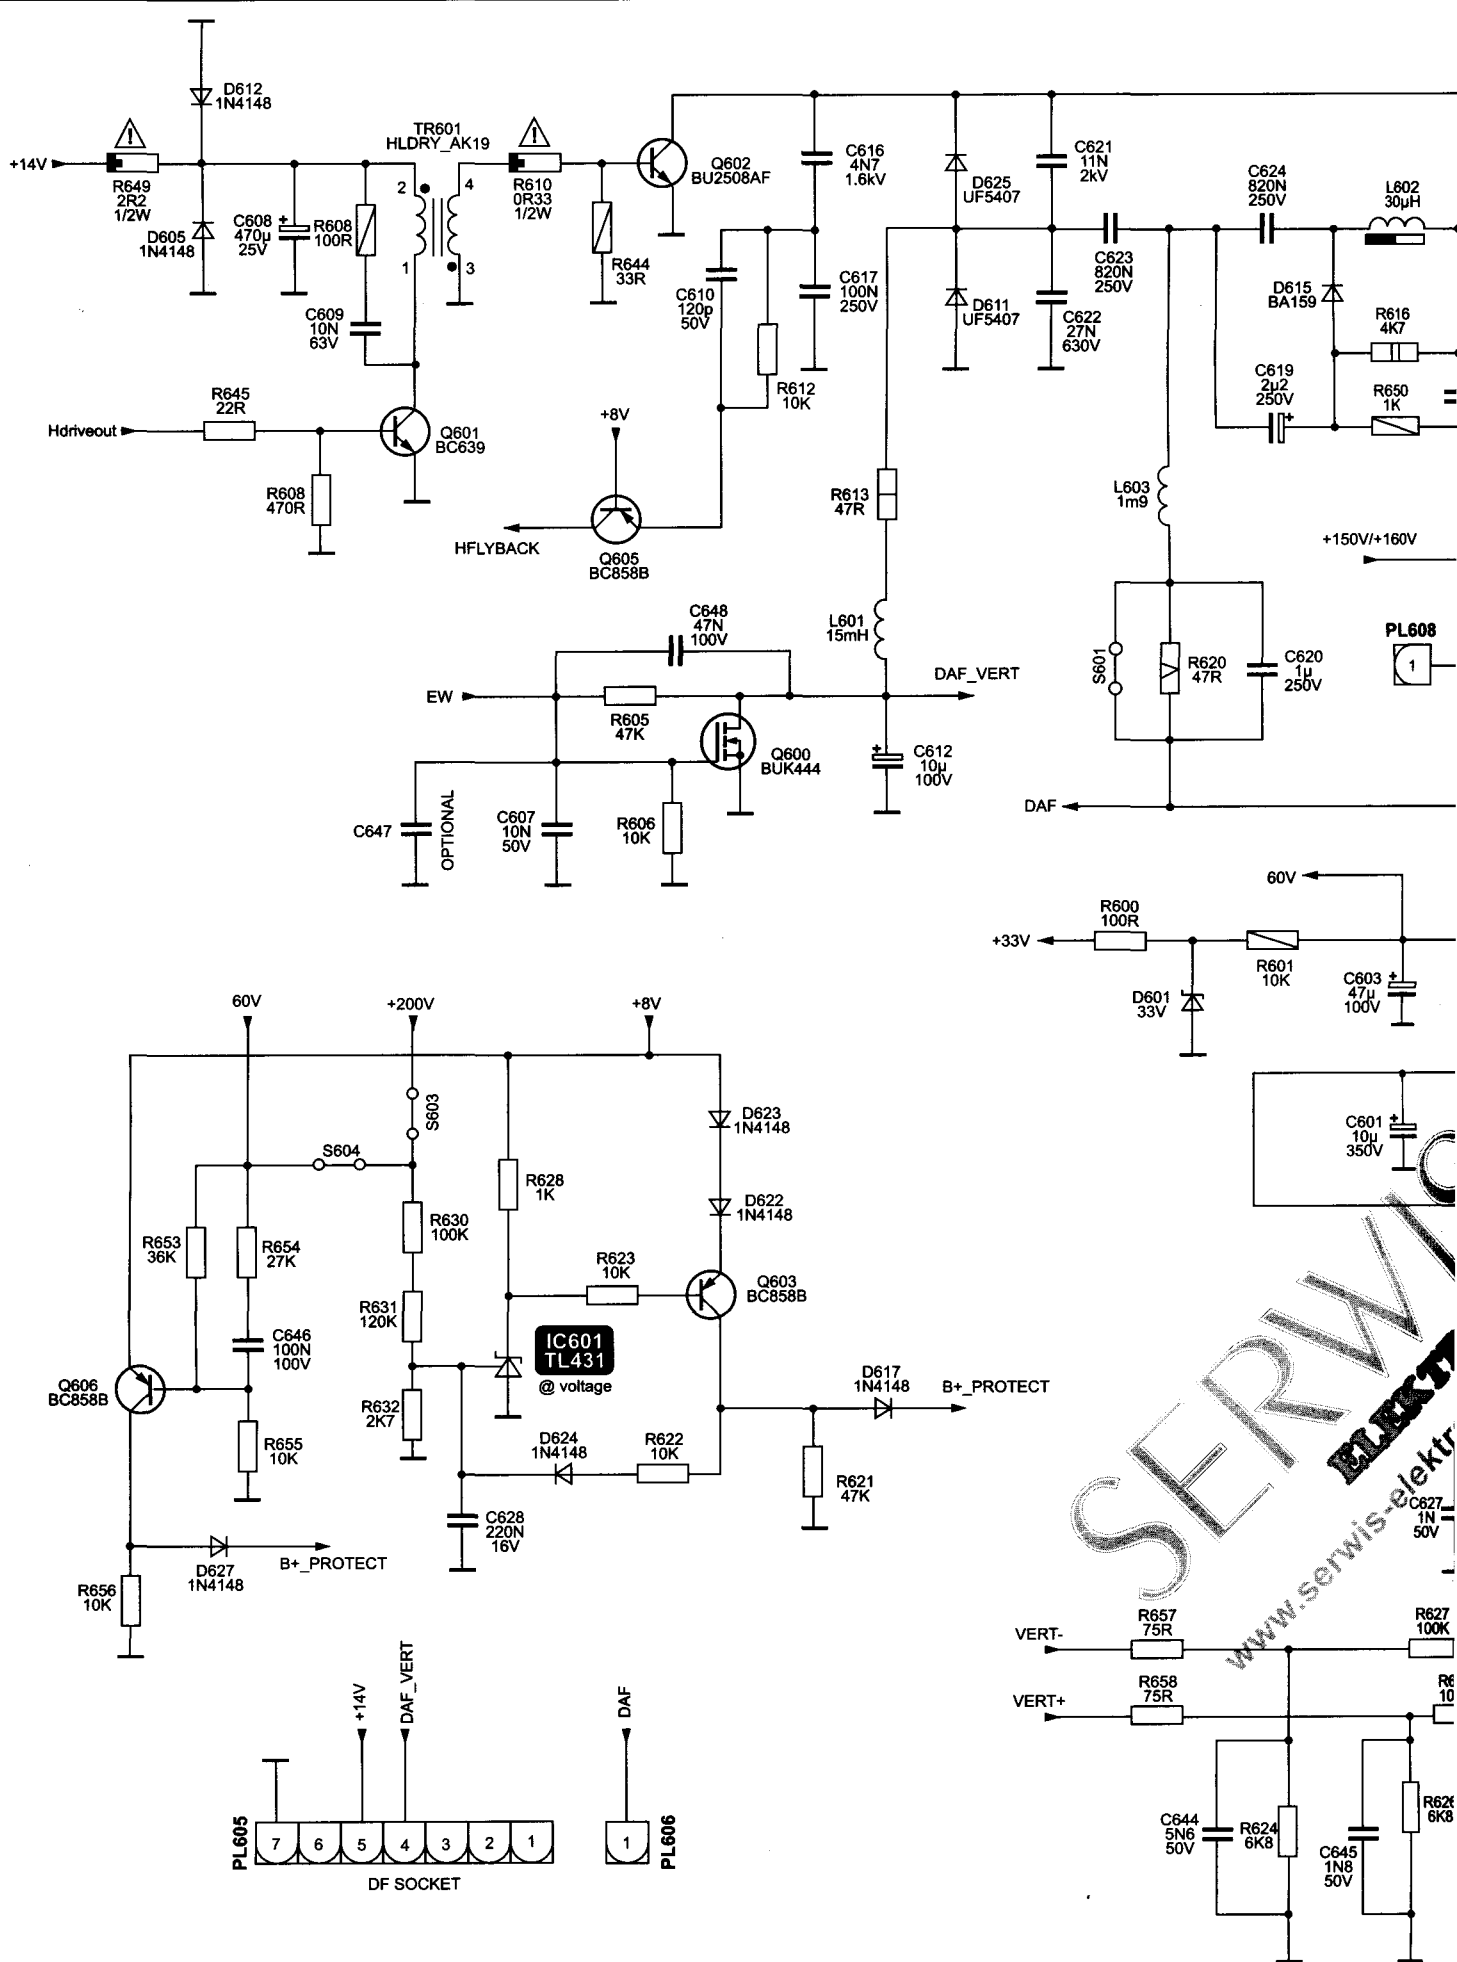 D612
1N4148
+14V
R649
2R2
1/2W
D605
1N4148
C608
+
470µ
25V
R608
100R
TR601
HLDRY_AK19
2
4
1
3
R610
0R33
1/2W
R644
33R
Q602
BU2508AF
C616
4N7
1.6kV
D625
UF5407
C621
11N
2kV
C624
820N
250V
L602
30µH
C609
10N
63V
C610
120p
50V
C617
100N
250V
D611
UF5407
C622
27N
630V
C623
820N
250V
D615
BA159
R616
4K7
R612
10K
C619
2µ2
250V
+
R650
1K
R645
22R
Hdriveout
Q601
BC639
R608
470R
+8V
HFLYBACK
Q605
BC858B
R613
47R
L603
1m9
+150V/+160V
L601
15mH
C648
47N
100V
EW
R605
47K
DAF_VERT
Q600
BUK444
+
C612
10µ
100V
S601
R620
47R
C620
1µ
250V
PL608
1
C647
OPTIONAL
C607
10N
50V
R606
10K
DAF
60V
+33V
R600
100R
R601
10K
D601
33V
C603
47µ
100V
+
60V
+200V
+8V
S603
S604
D623
1N4148
D622
1N4148
R628
1K
C601
10µ
350V
+
R653
36K
R654
27K
R630
100K
R623
10K
Q603
BC858B
R631
120K
C646
100N
100V
IC601
TL431
@ voltage
Q606
BC858B
R632
2K7
D617
1N4148
B+_PROTECT
R655
10K
D624
1N4148
R622
10K
R621
47K
C628
220N
16V
D627
1N4148
B+_PROTECT
R656
10K
C627
1N
50V
VERT-
R657
75R
R627
100K
VERT+
R658
75R
+14V
DAF_VERT
DAF
PL605
7 6 5 4 3 2 1
DF SOCKET
1
PL606
C644
5N6
50V
R624
6K8
C645
1N8
50V
R626
6K8